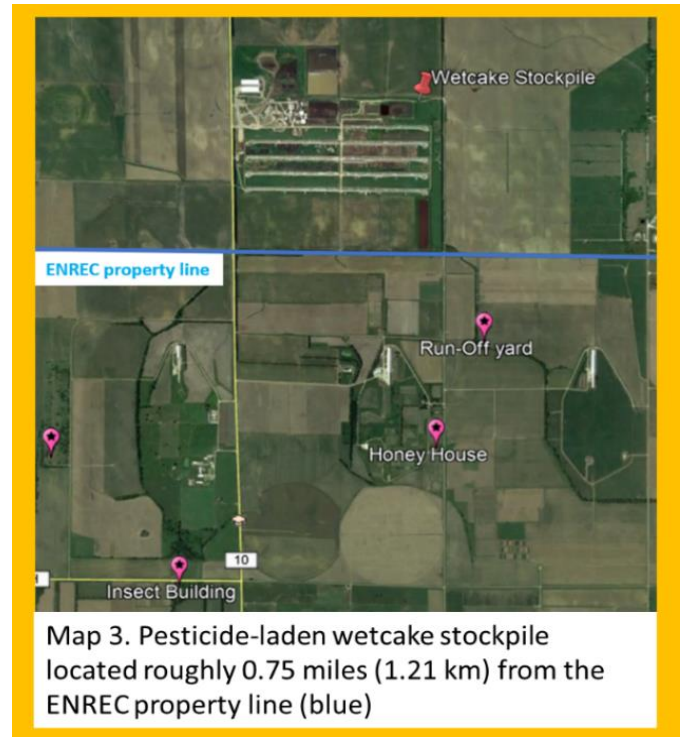 Wetcake Stockpile
ENREC property line
Run-Off yard
Honey House
10
Insect Building
Map 3. Pesticide-laden wetcake stockpile
located roughly 0.75 miles (1.21 km) from the
ENREC property line (blue)